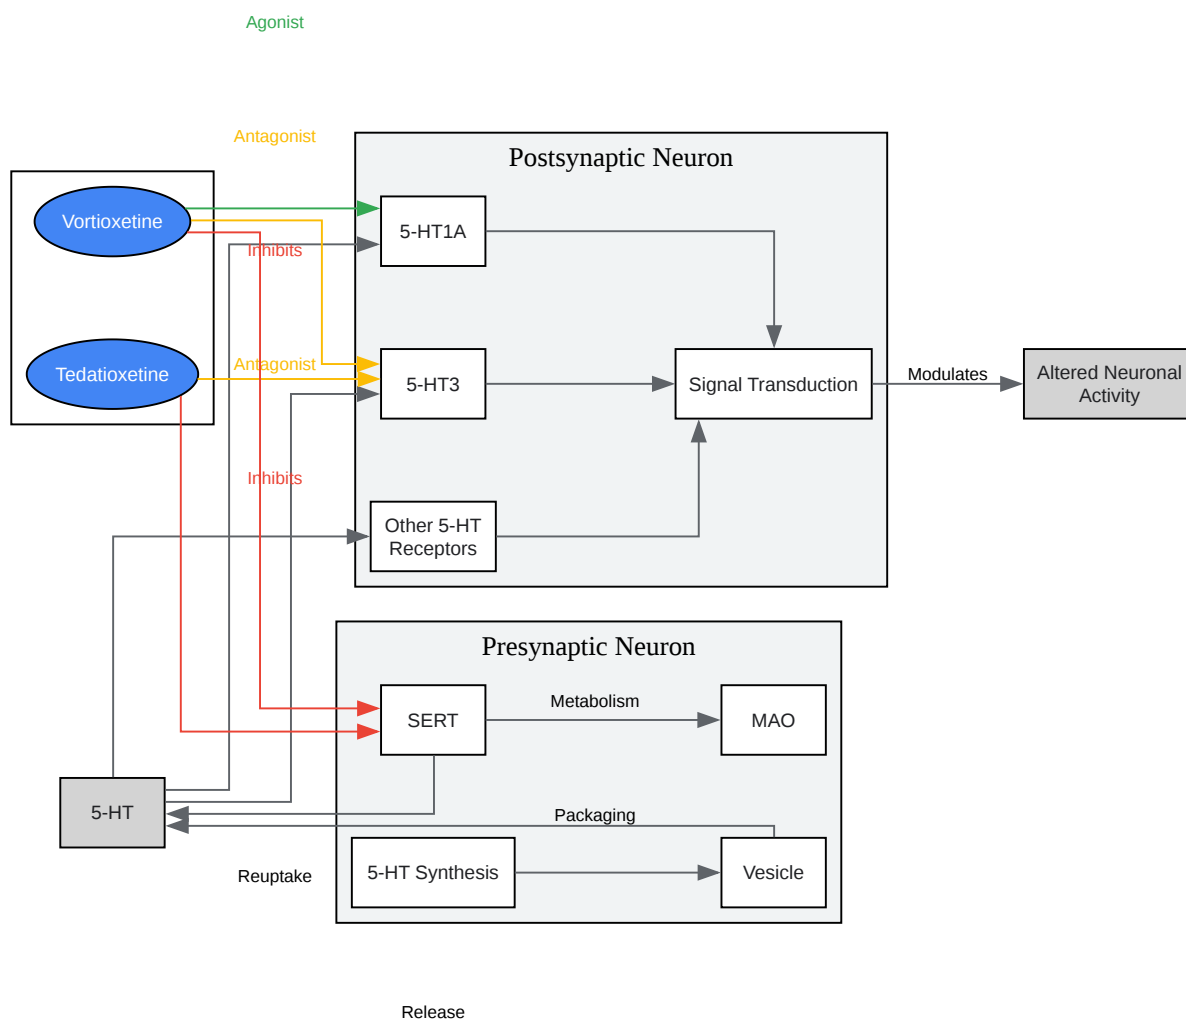 Agonist
Antagonist
Postsynaptic Neuron
Vortioxetine
5-HT1A
Inhibits
Tedatioxetine
Antagonist
5-HT3
Signal Transduction
Modulates
Altered Neuronal
Activity
Inhibits
Other 5-HT
Receptors
Presynaptic Neuron
SERT
Metabolism
MAO
5-HT
Packaging
5-HT Synthesis
Vesicle
Reuptake
Release